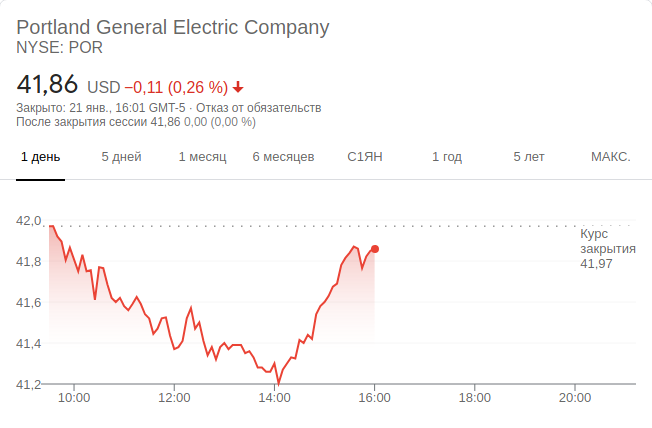 Portland General Electric Company
NYSE: POR
41,86 USD −0,11 (0,26 %)
Закрыто: 21 янв., 16:01 GMT-5 · Отказ от обязательств
После закрытия сессии 41,86 0,00 (0,00 %)
1 день 5 дней 1 месяц 6 месяцев С1ЯН 1 год 5 лет МАКС.
42,0
Курс
закрытия
41,97
41,8
41,6
41,4
41,2
10:00 12:00 14:00 16:00 18:00 20:00